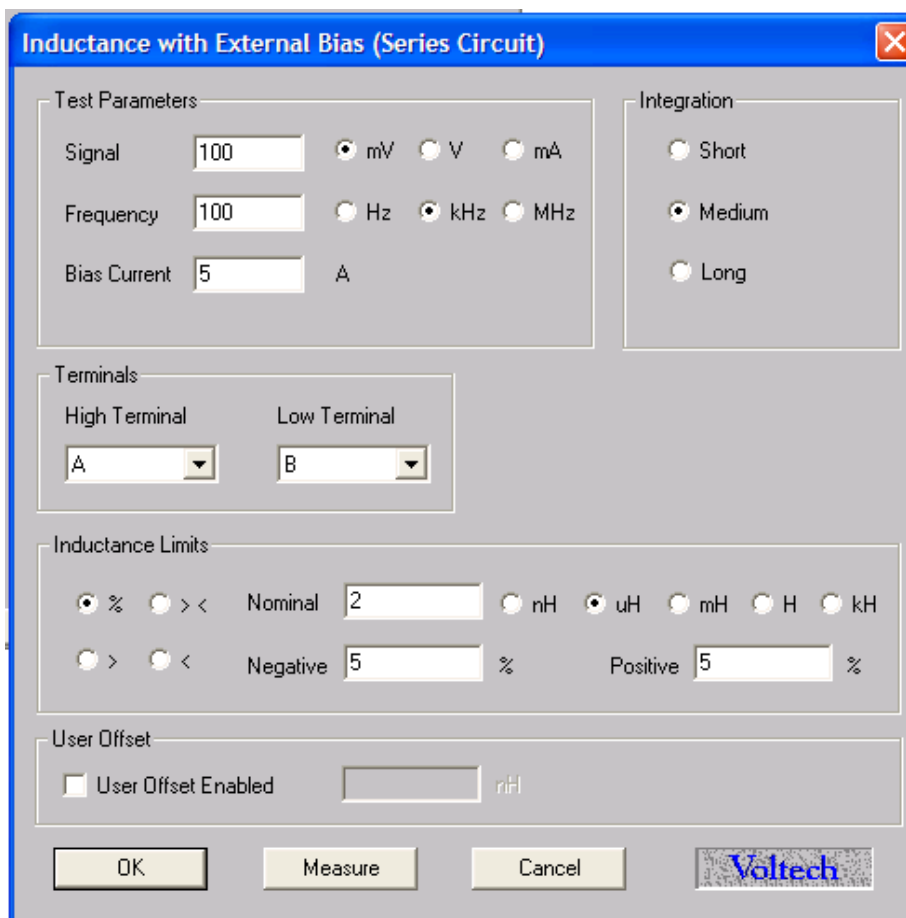 Inductance with External Bias (Series Circuit)
Test Parameters
Signal 100 mV V mA
Frequency 100 Hz kHz MHz
Bias Current 5 A
Integration
Short
Medium
Long
Terminals
High Terminal Low Terminal
A B
Inductance Limits
% > < Nominal 2 nH uH mH H kH
> < Negative 5 % Positive 5 %
User Offset
User Offset Enabled nH
OK Measure Cancel Voltech